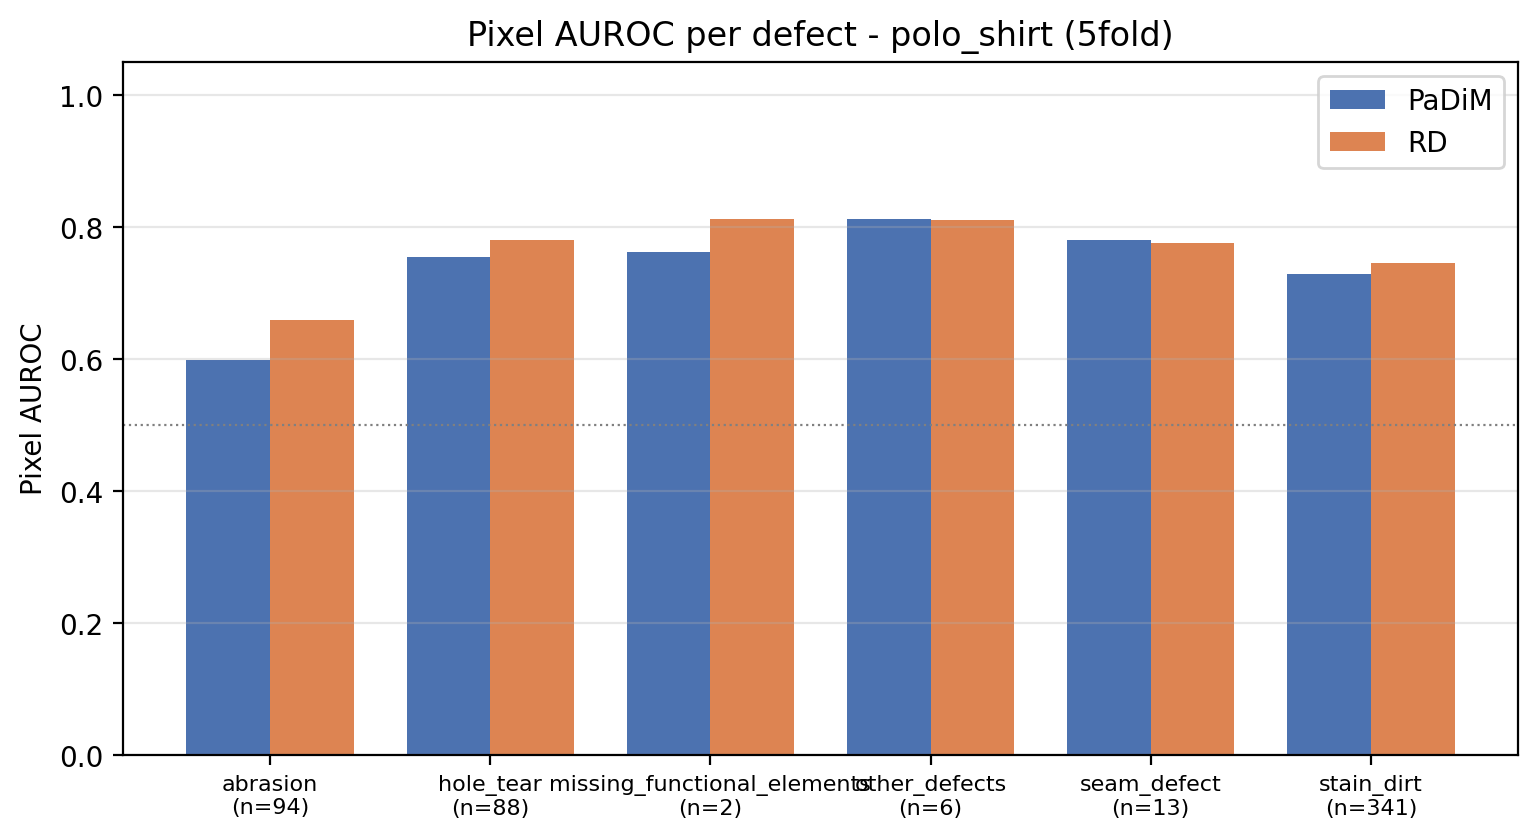 Pixel AUROC per defect - polo_shirt (5fold)
PaDiM
RD
Pixel AUROC
1.0
0.8
0.6
0.4
0.2
0.0
abrasion
(n=94)
hole_tear
(n=88)
missing_functional_elements
(n=2)
other_defects
(n=6)
seam_defect
(n=13)
stain_dirt
(n=341)